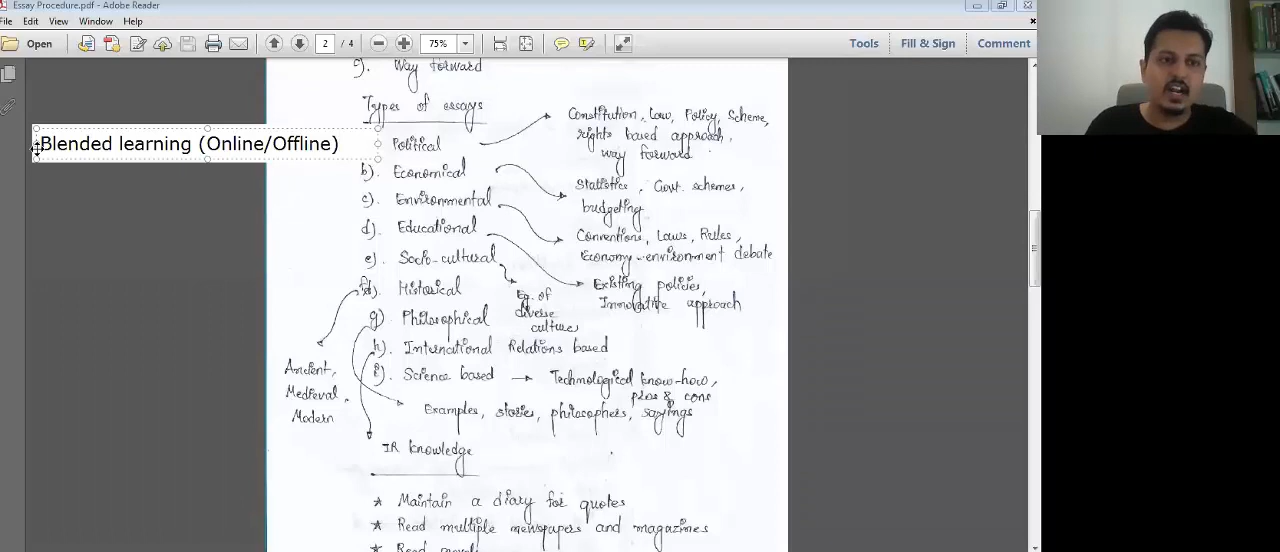 Essay Procedure.pdf - Adobe Reader
File Edit View Window Help
Open 2 / 4 75% Tools Fill & Sign Comment
f). Way forward
Types of essays
Blended learning (Online/Offline)
Political
Constitution, Law, Policy, Scheme,
rights based approach,
way forward
b). Economical
Statistics, Govt. schemes,
budgeting
c). Environmental
Conventions, Laws, Rules,
Economy - environment debate
d). Educational
Existing policies,
Innovative approach
e). Socio-cultural
Eg. of
diverse
cultures
Historical
Ancient,
Medieval,
Modern
g). Philosophical
h). International Relations based
i). Science based → Technological know-how,
pros & cons
Examples, stories, philosophers, sayings
IR knowledge
* Maintain a diary for quotes
* Read multiple newspapers and magazines
* Read novels